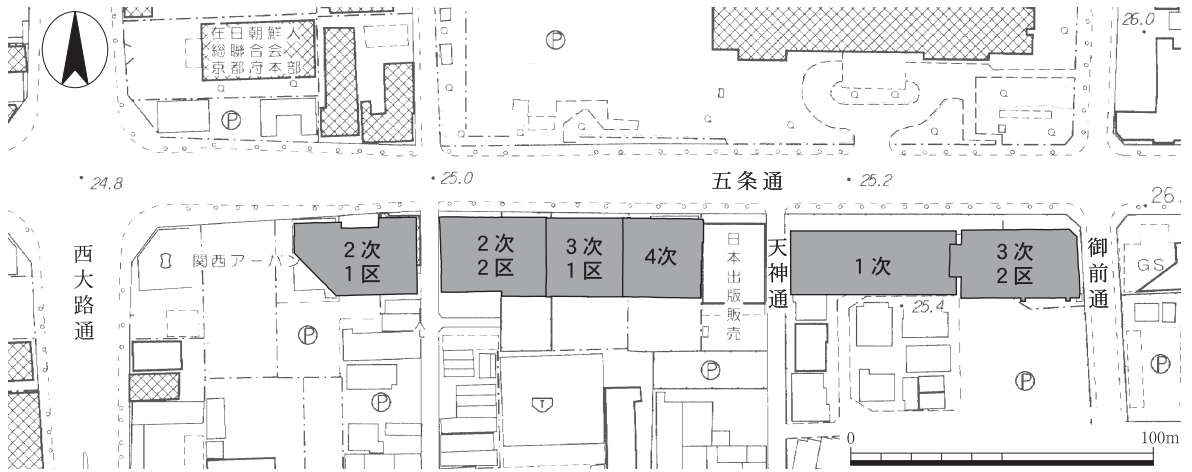 在日朝鮮人
総聯合会
京都府本部
P
P
26.0
24.8
25.0
五条通
25.2
26.
西大路通
関西アーバン
2次
1区
2次
2区
3次
1区
4次
日本出版販売
天神通
1次
3次
2区
御前通
GS
25.4
P
P
P
P
P
T
0
100m